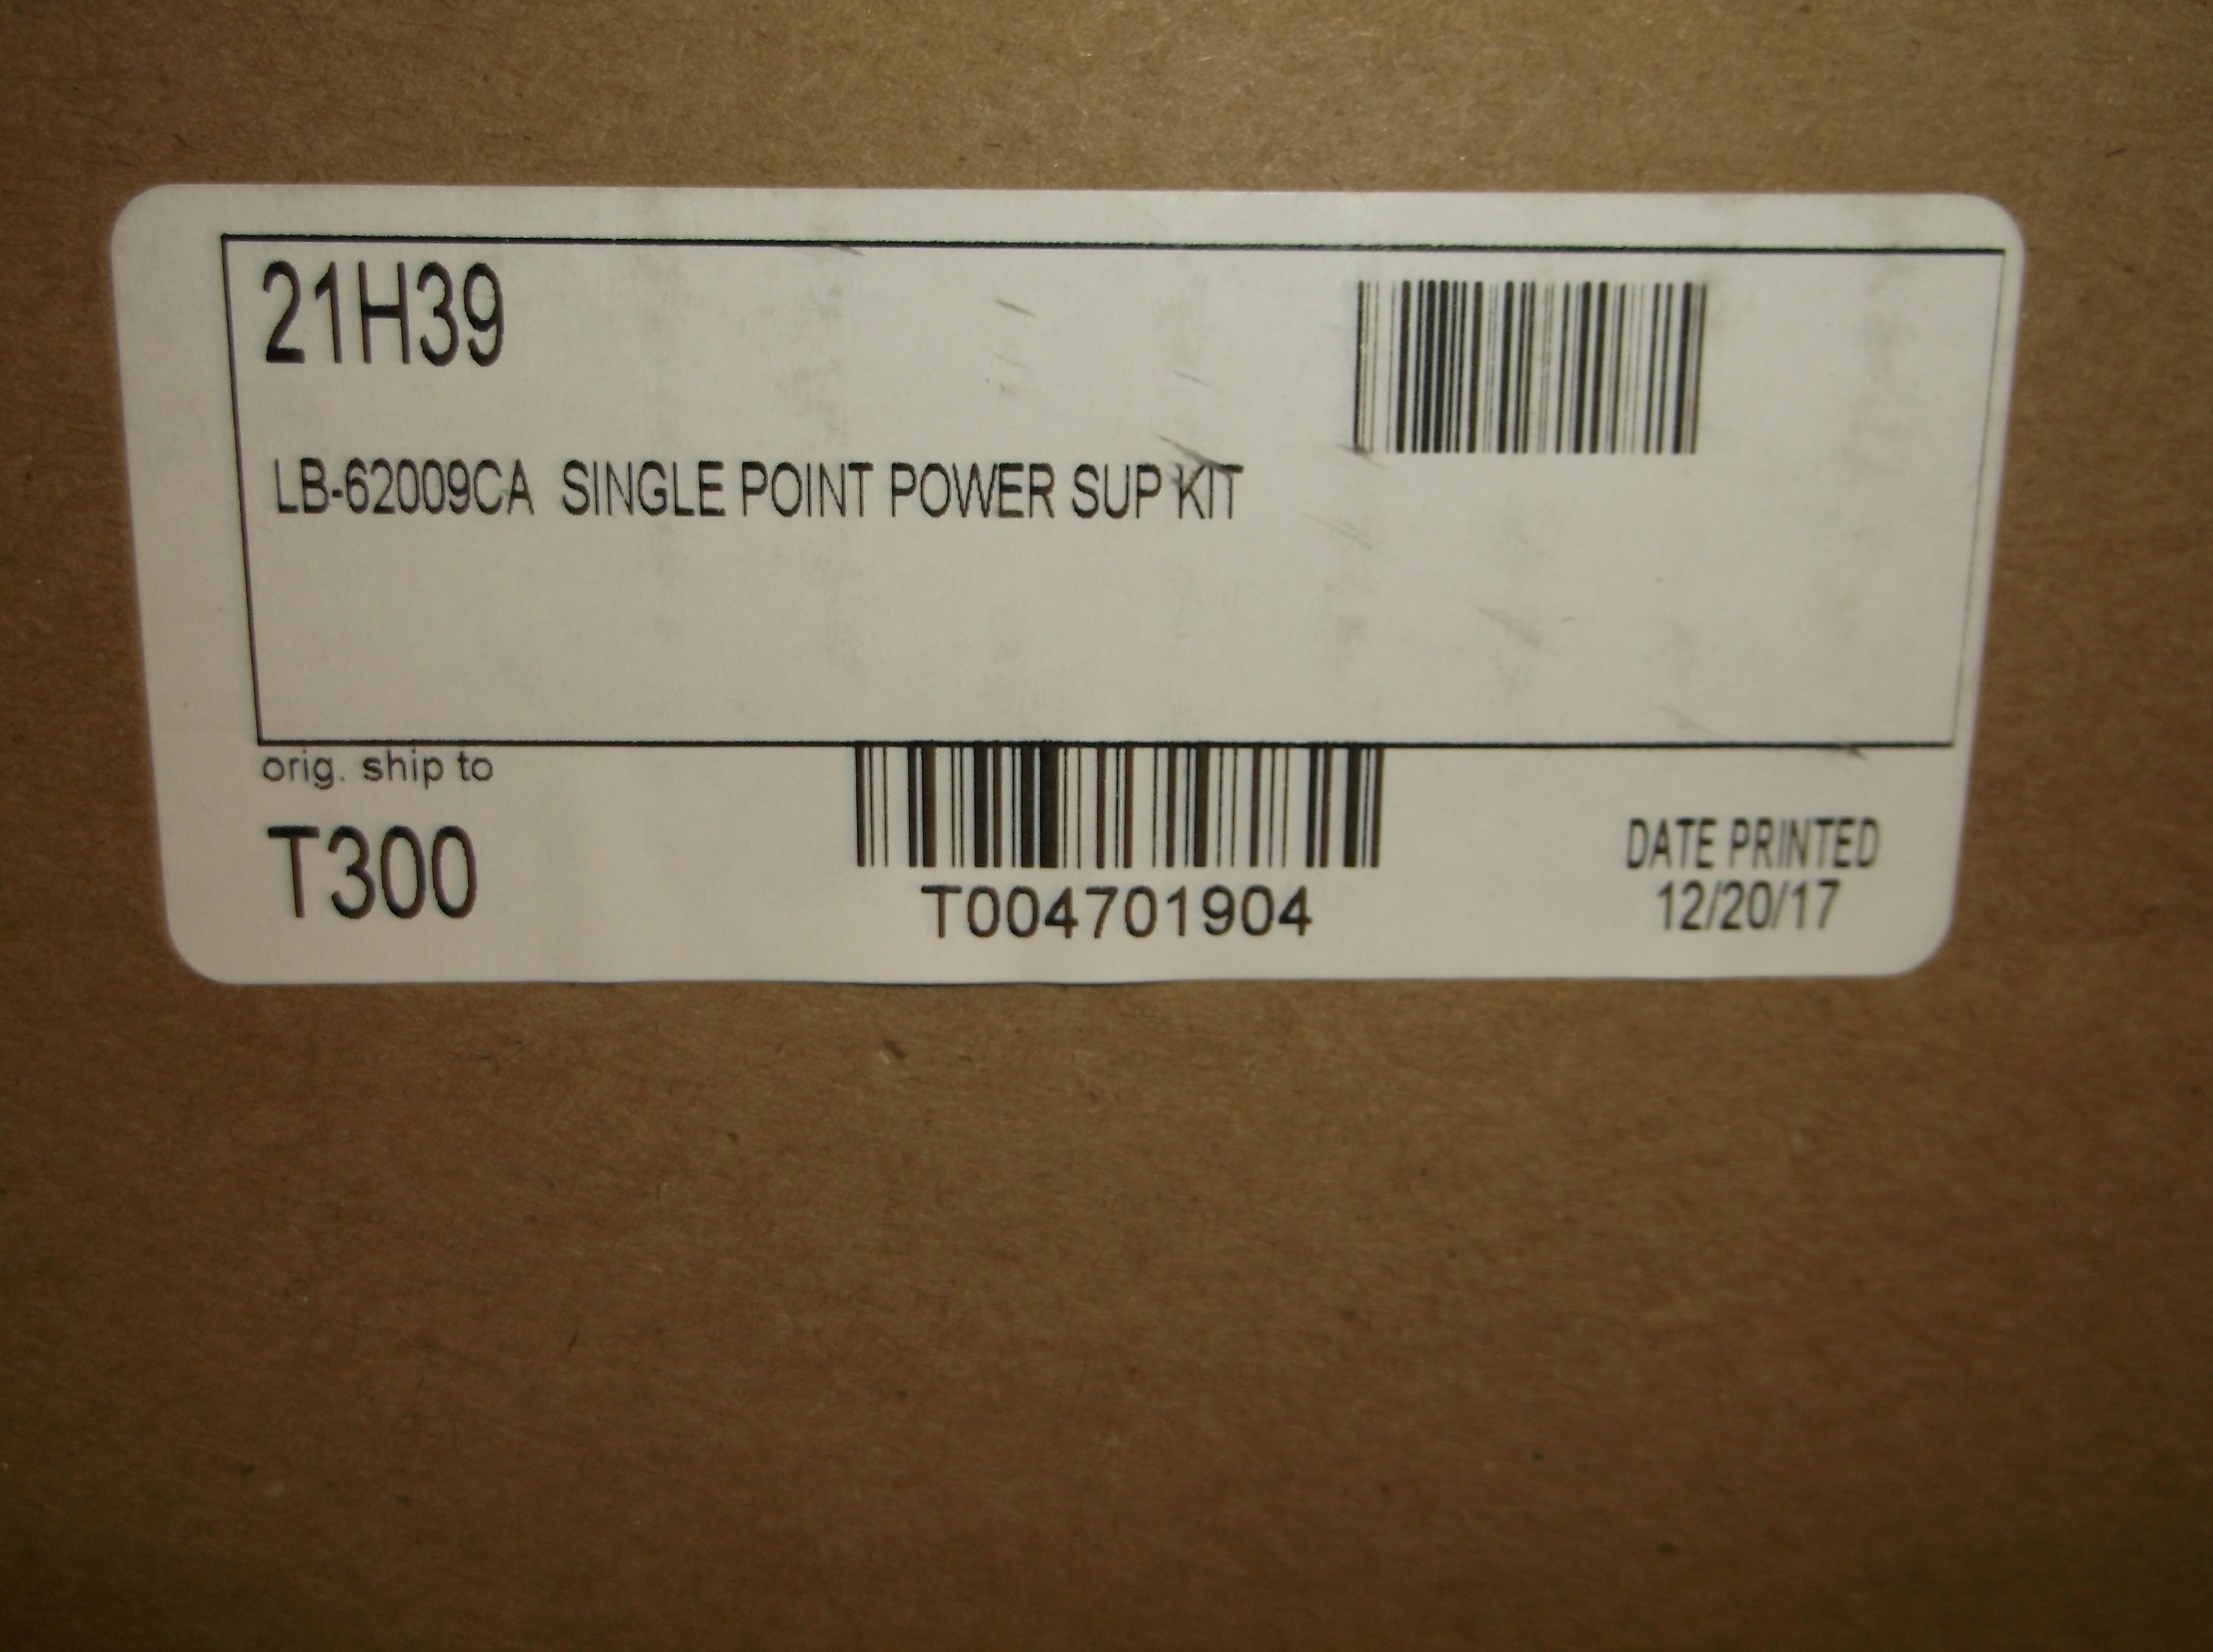 21H39
LB-62009CA SINGLE POINT POWER SUP KIT
orig. ship to
T300
T004701904
DATE PRINTED
12/20/17